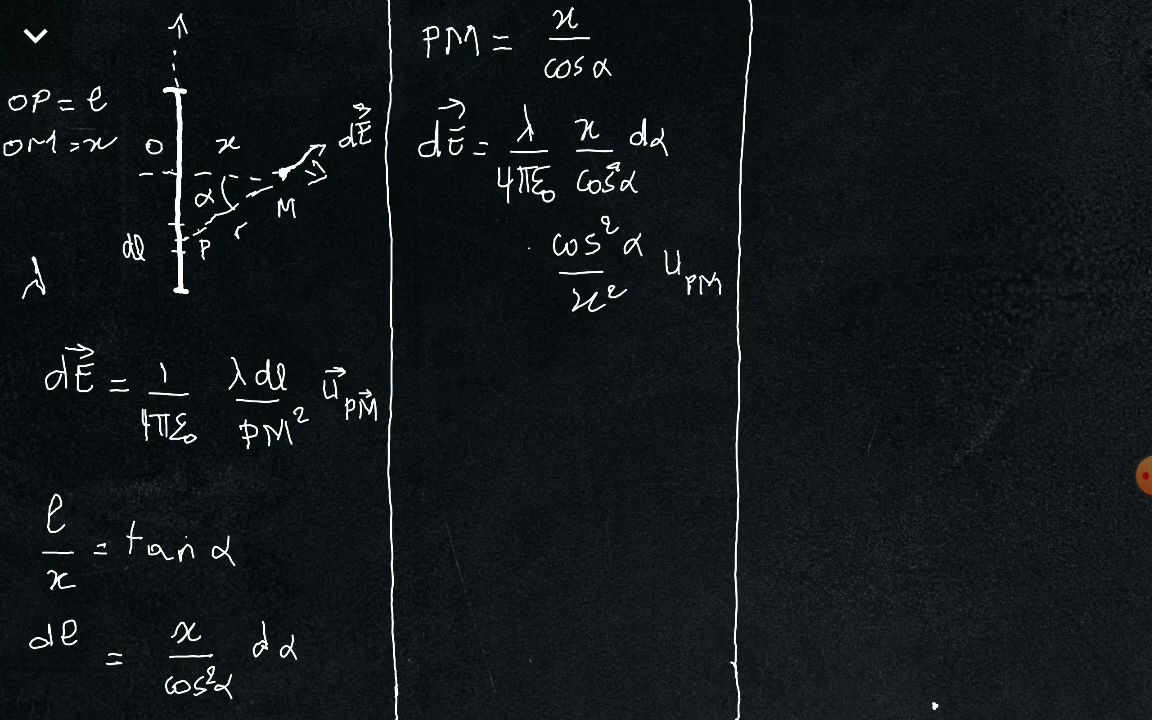 OP = l
OM = x
O x dE⃗
α M
dl P r
λ
dE⃗ = 1/4πε₀ λdl/PM² u⃗ PM⃗
l/x = tan α
dl = x/cos²α dα
PM = x/cos α
dE⃗ = λ/4πε₀ x/cos²α dα
cos²α/x² u PM